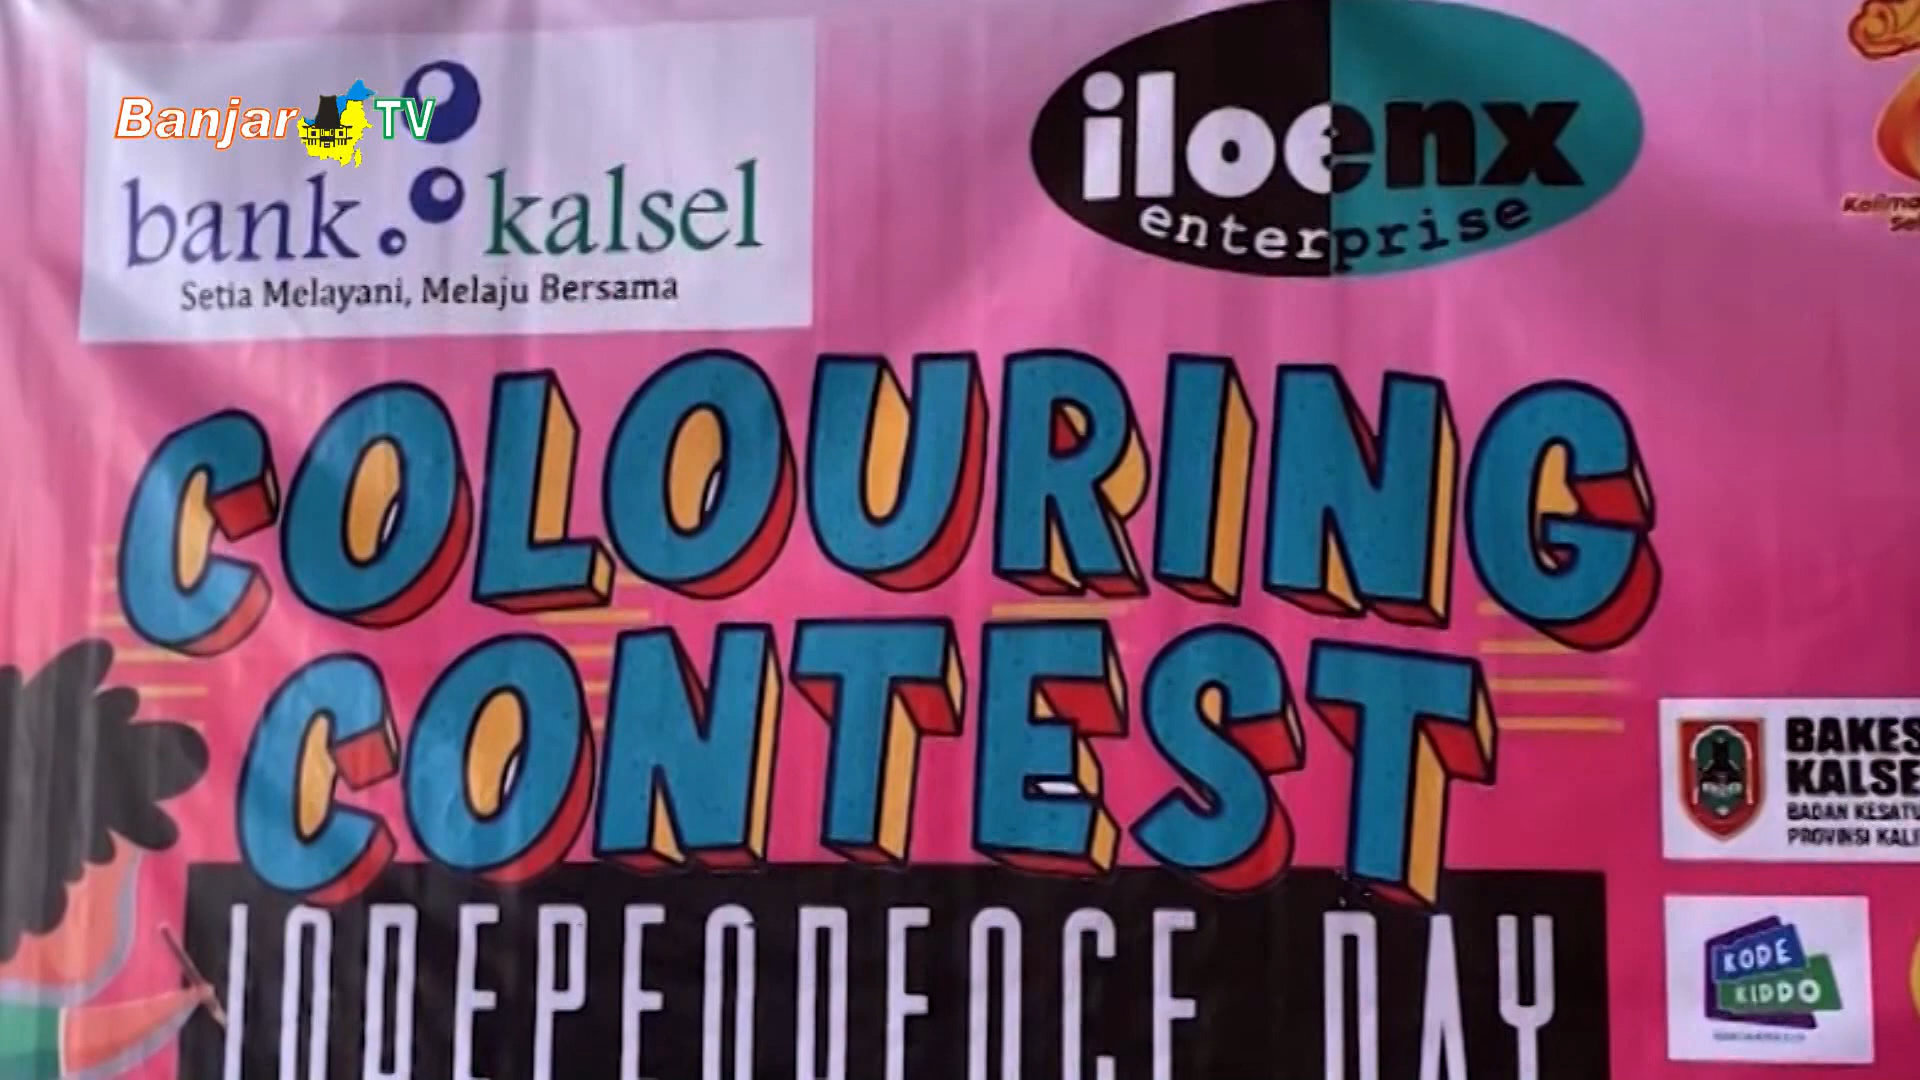 Banjar TV
bank kalsel
Setia Melayani, Melaju Bersama
iloenx
enterprise
COLOURING
CONTEST
INDEPENDENCE DAY
BAKES
KALSE
BADAN KESATU
PROVINSI KALI
KODE
KIDDO